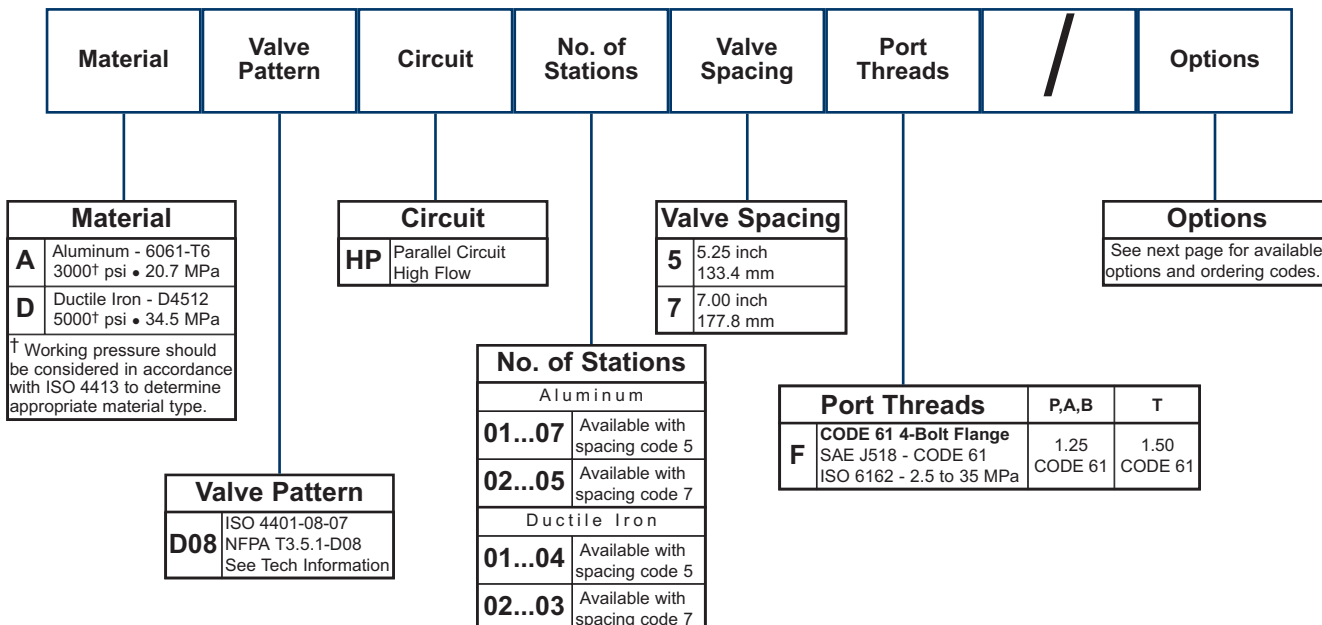 Material
Valve
Pattern
Circuit
No. of
Stations
Valve
Spacing
Port
Threads
/
Options
Material
A
Aluminum - 6061-T6
3000† psi • 20.7 MPa
D
Ductile Iron - D4512
5000† psi • 34.5 MPa
† Working pressure should
be considered in accordance
with ISO 4413 to determine
appropriate material type.
Valve Pattern
D08
ISO 4401-08-07
NFPA T3.5.1-D08
See Tech Information
Circuit
HP
Parallel Circuit
High Flow
No. of Stations
Aluminum
01...07
Available with
spacing code 5
02...05
Available with
spacing code 7
Ductile Iron
01...04
Available with
spacing code 5
02...03
Available with
spacing code 7
Valve Spacing
5
5.25 inch
133.4 mm
7
7.00 inch
177.8 mm
Port Threads
P,A,B
T
F
CODE 61 4-Bolt Flange
SAE J518 - CODE 61
ISO 6162 - 2.5 to 35 MPa
1.25
CODE 61
1.50
CODE 61
Options
See next page for available
options and ordering codes.